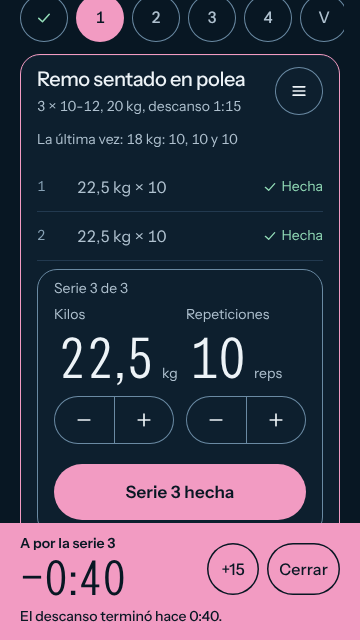 1 2 3 4 V
Remo sentado en polea
3 × 10-12, 20 kg, descanso 1:15
La última vez: 18 kg: 10, 10 y 10
1 22,5 kg × 10 Hecha
2 22,5 kg × 10 Hecha
Serie 3 de 3
Kilos Repeticiones
22,5 kg 10 reps
− + − +
Serie 3 hecha
A por la serie 3
−0:40 +15 Cerrar
El descanso terminó hace 0:40.